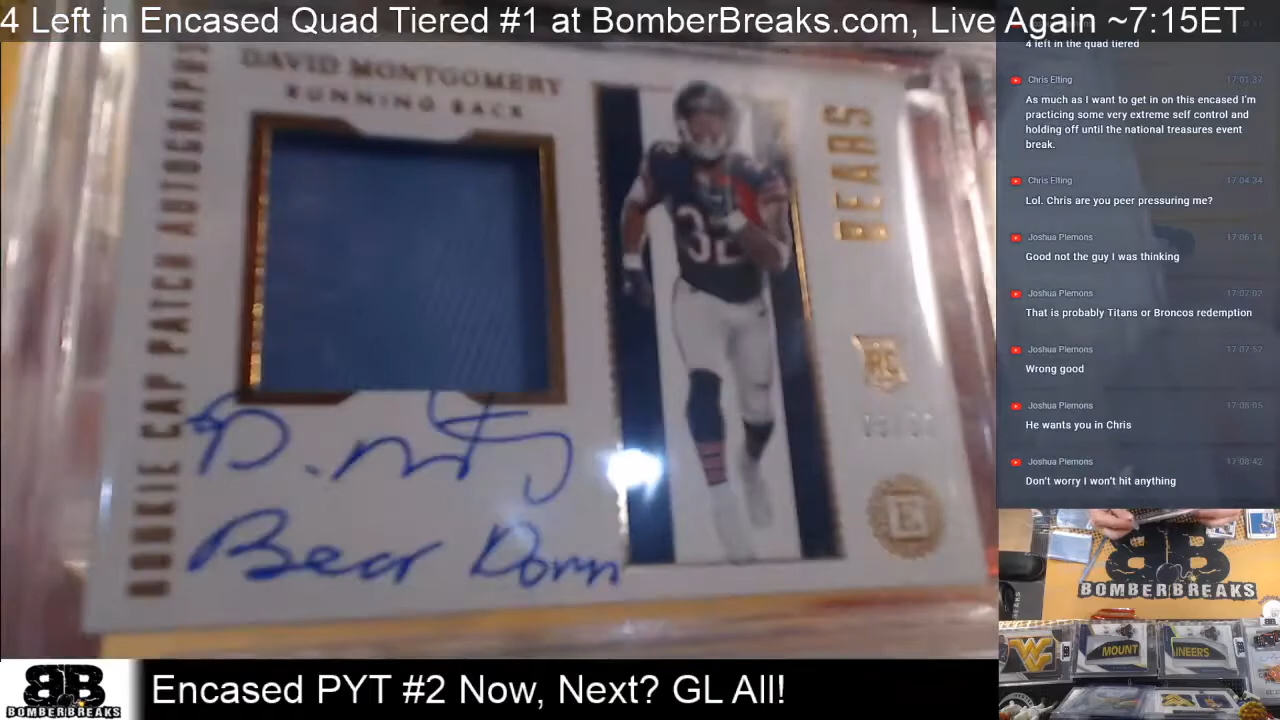 4 Left in Encased Quad Tiered #1 at BomberBreaks.com, Live Again ~7:15ET
DAVID MONTGOMERY
RUNNING BACK
ROOKIE CAP PATCH AUTOGRAPHS
BEARS
32
RC
E
Bear Down
4 left in the quad tiered
Chris Elting 17:01:37
As much as I want to get in on this encased I'm
practicing some very extreme self control and
holding off until the national treasures event
break.
Chris Elting 17:04:34
Lol. Chris are you peer pressuring me?
Joshua Plemons 17:06:14
Good not the guy I was thinking
Joshua Plemons 17:07:02
That is probably Titans or Broncos redemption
Joshua Plemons 17:07:52
Wrong good
Joshua Plemons 17:08:05
He wants you in Chris
Joshua Plemons 17:08:42
Don't worry I won't hit anything
BOMBERBREAKS
MOUNT
INEERS
BOMBERBREAKS
Encased PYT #2 Now, Next? GL All!